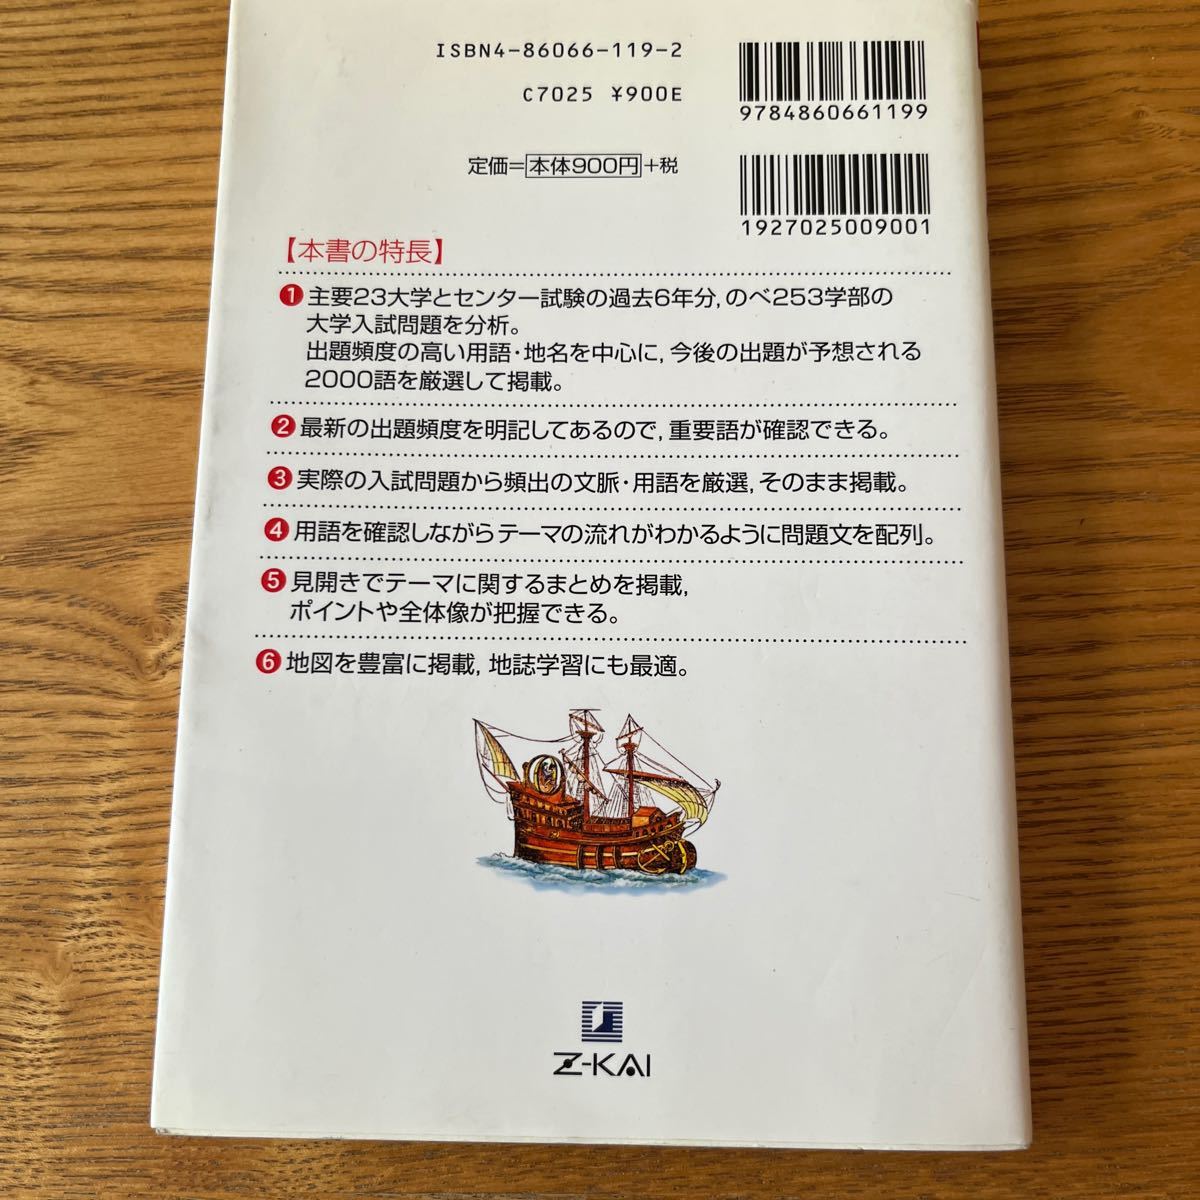 ISBN4-86066-119-2
C7025 ¥900E
9784860661199
定価=本体900円+税
1927025009001
【本書の特長】
❶ 主要23大学とセンター試験の過去6年分,のべ253学部の
大学入試問題を分析。
出題頻度の高い用語・地名を中心に,今後の出題が予想される
2000語を厳選して掲載。
❷ 最新の出題頻度を明記してあるので,重要語が確認できる。
❸ 実際の入試問題から頻出の文脈・用語を厳選,そのまま掲載。
❹ 用語を確認しながらテーマの流れがわかるように問題文を配列。
❺ 見開きでテーマに関するまとめを掲載,
ポイントや全体像が把握できる。
❻ 地図を豊富に掲載,地誌学習にも最適。
Z-KAI